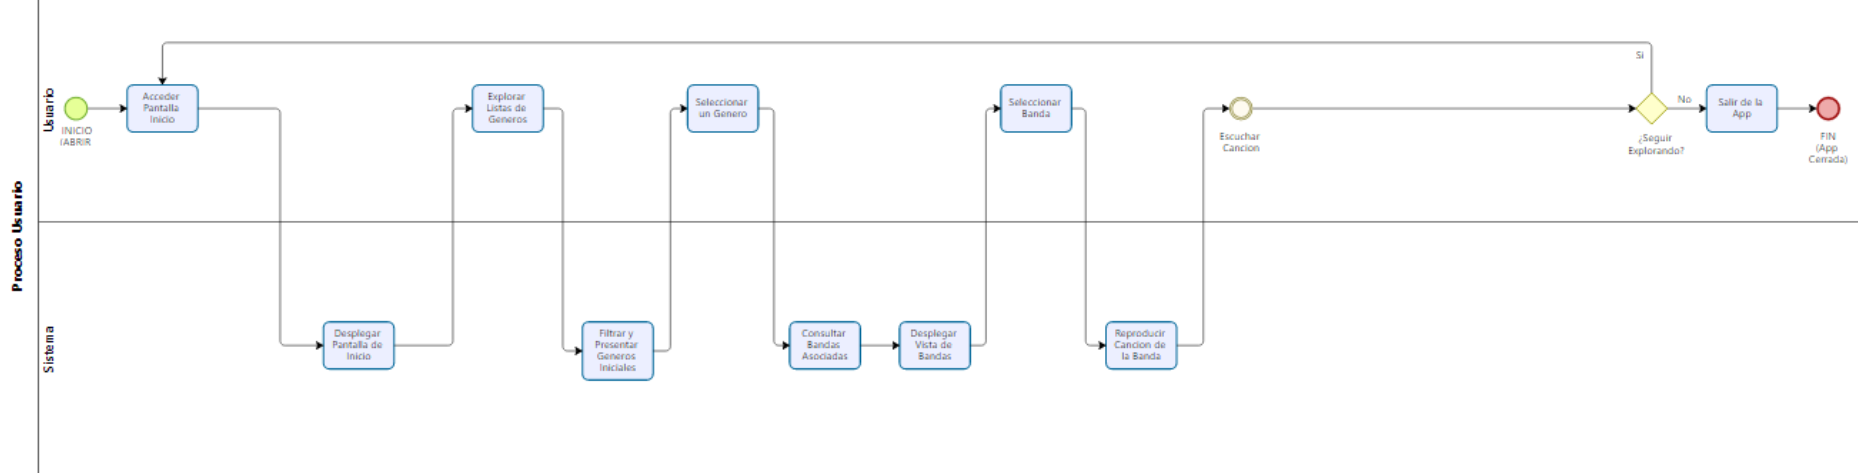 Proceso Usuario
Usuario
INICIO
IABRIR
Acceder
Pantalla
Inicio
Explorar
Listas de
Generos
Seleccionar
un Genero
Seleccionar
Banda
Escuchar
Cancion
Si
¿Seguir
Explorando?
No
Salir de la
App
FIN
(App
Cerrada)
Sistema
Desplegar
Pantalla de
Inicio
Filtrar y
Presentar
Generos
Iniciales
Consultar
Bandas
Asociadas
Desplegar
Vista de
Bandas
Reproducir
Cancion de
la Banda